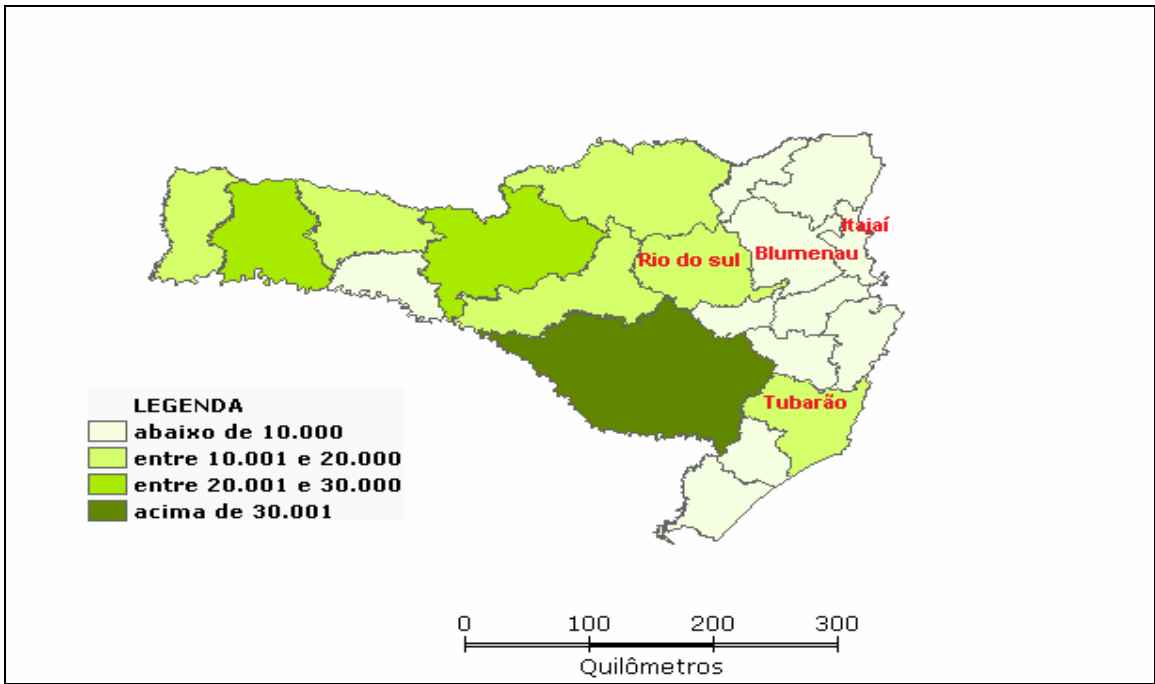 Itajaí
Blumenau
Rio do sul
Tubarão
LEGENDA
abaixo de 10.000
entre 10.001 e 20.000
entre 20.001 e 30.000
acima de 30.001
0 100 200 300
Quilômetros